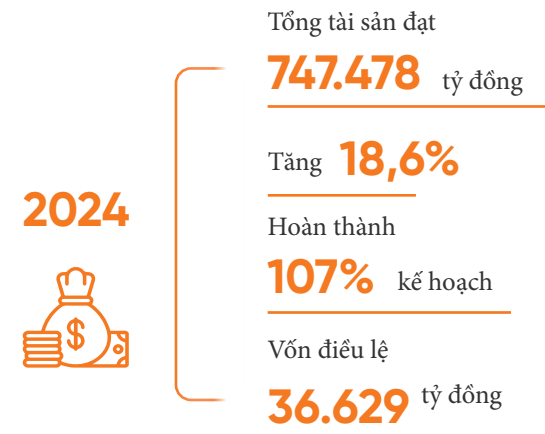 2024
$
Tổng tài sản đạt
747.478 tỷ đồng
Tăng 18,6%
Hoàn thành
107% kế hoạch
Vốn điều lệ
36.629 tỷ đồng